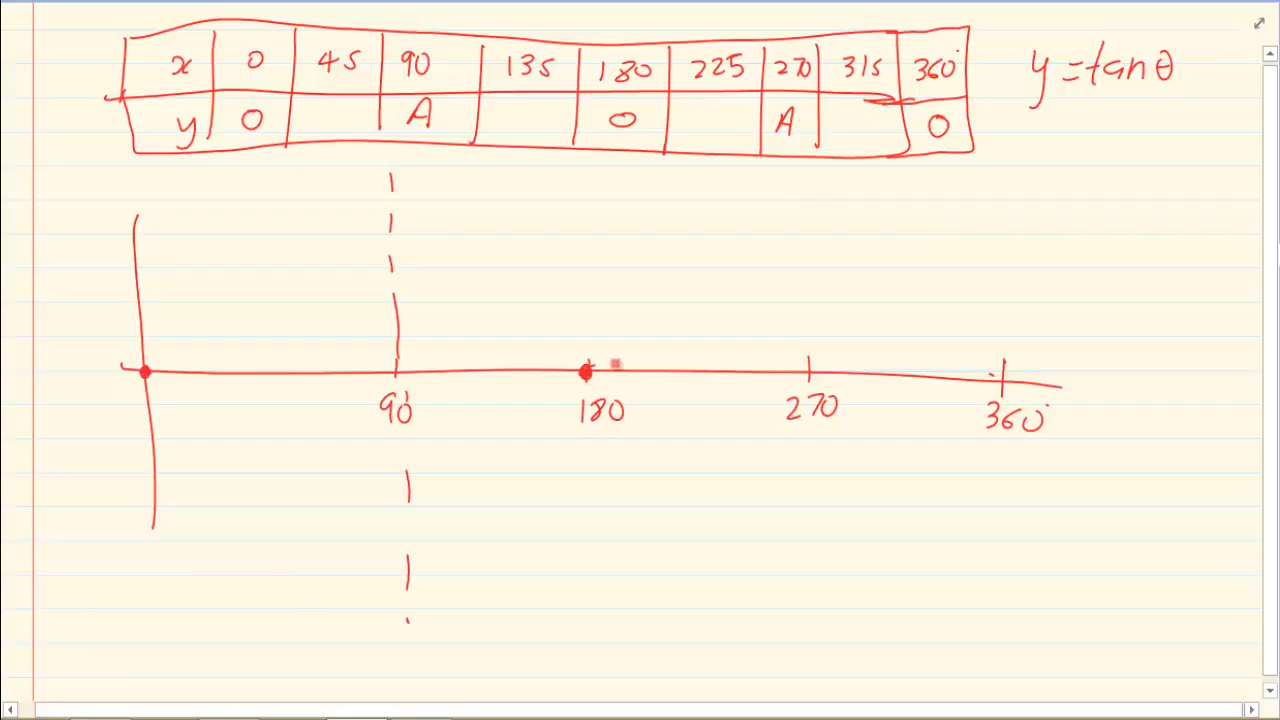 x 0 45 90 135 180 225 270 315 360° y = tan θ
y 0 A 0 A 0
90 180 270 360°